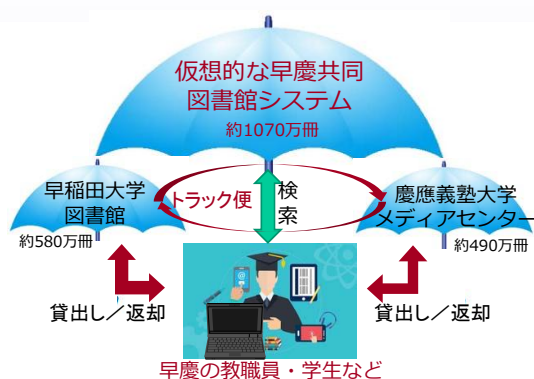 仮想的な早慶共同
図書館システム
約1070万冊
早稲田大学
図書館
約580万冊
トラック便
検
索
慶應義塾大学
メディアセンター
約490万冊
貸出し／返却
貸出し／返却
早慶の教職員・学生など